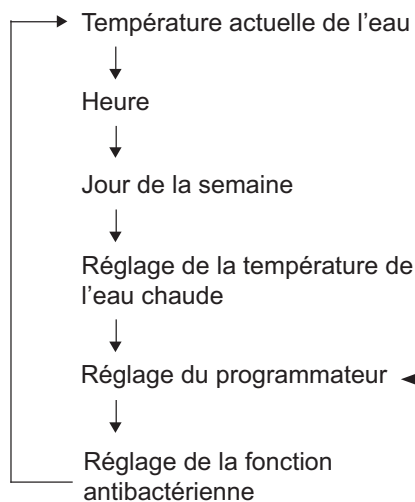 Température actuelle de l’eau
Heure
Jour de la semaine
Réglage de la température de
l’eau chaude
Réglage du programmateur
Réglage de la fonction
antibactérienne